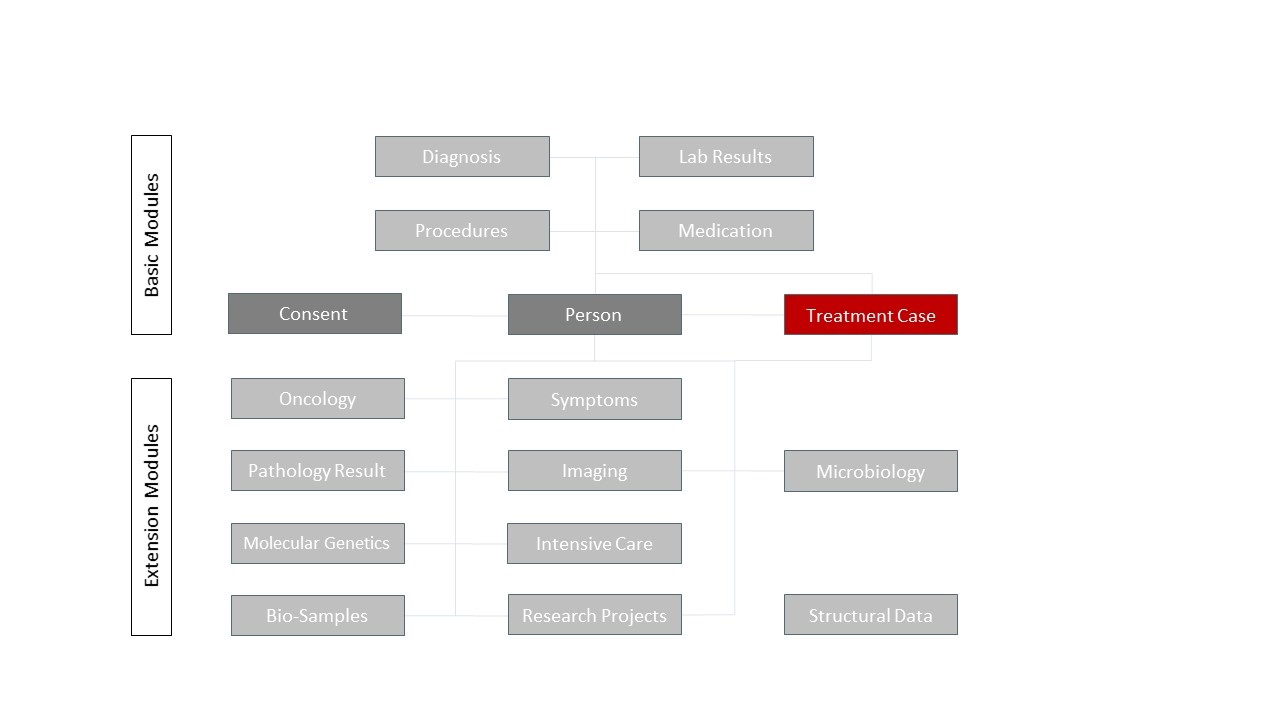 Basic Modules
Diagnosis
Lab Results
Procedures
Medication
Consent
Person
Treatment Case
Extension Modules
Oncology
Symptoms
Pathology Result
Imaging
Microbiology
Molecular Genetics
Intensive Care
Bio-Samples
Research Projects
Structural Data